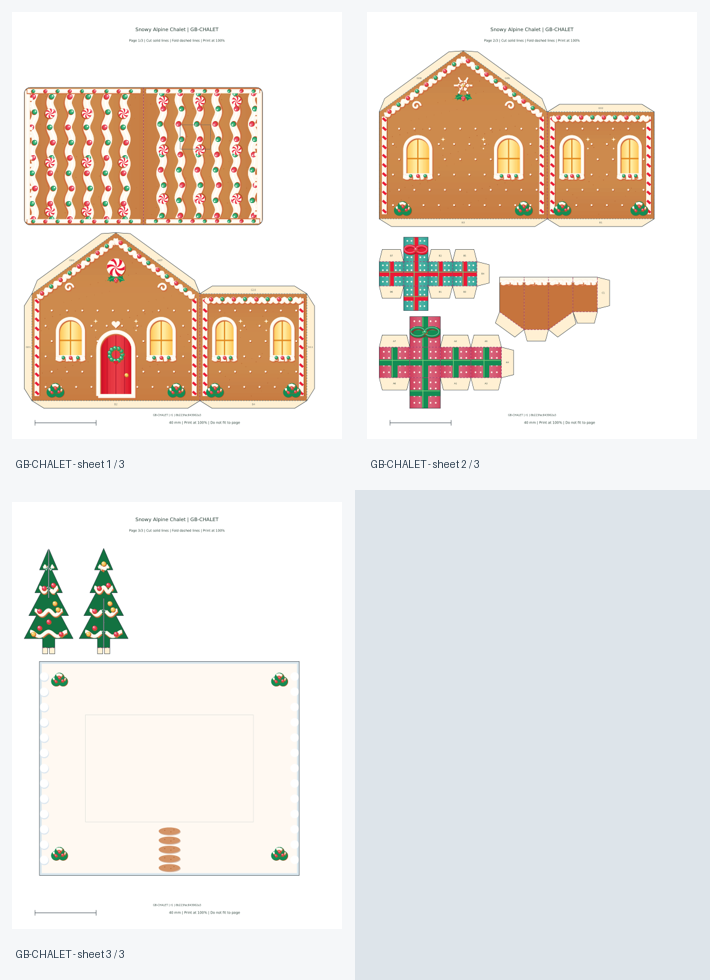 Snowy Alpine Chalet | GB-CHALET
Page 1/3 | Cut solid lines | Fold dashed lines | Print at 100%
40 mm | Print at 100% | Do not fit to page
GB-CHALET - sheet 1 / 3
Snowy Alpine Chalet | GB-CHALET
Page 2/3 | Cut solid lines | Fold dashed lines | Print at 100%
40 mm | Print at 100% | Do not fit to page
GB-CHALET - sheet 2 / 3
Snowy Alpine Chalet | GB-CHALET
Page 3/3 | Cut solid lines | Fold dashed lines | Print at 100%
40 mm | Print at 100% | Do not fit to page
GB-CHALET - sheet 3 / 3